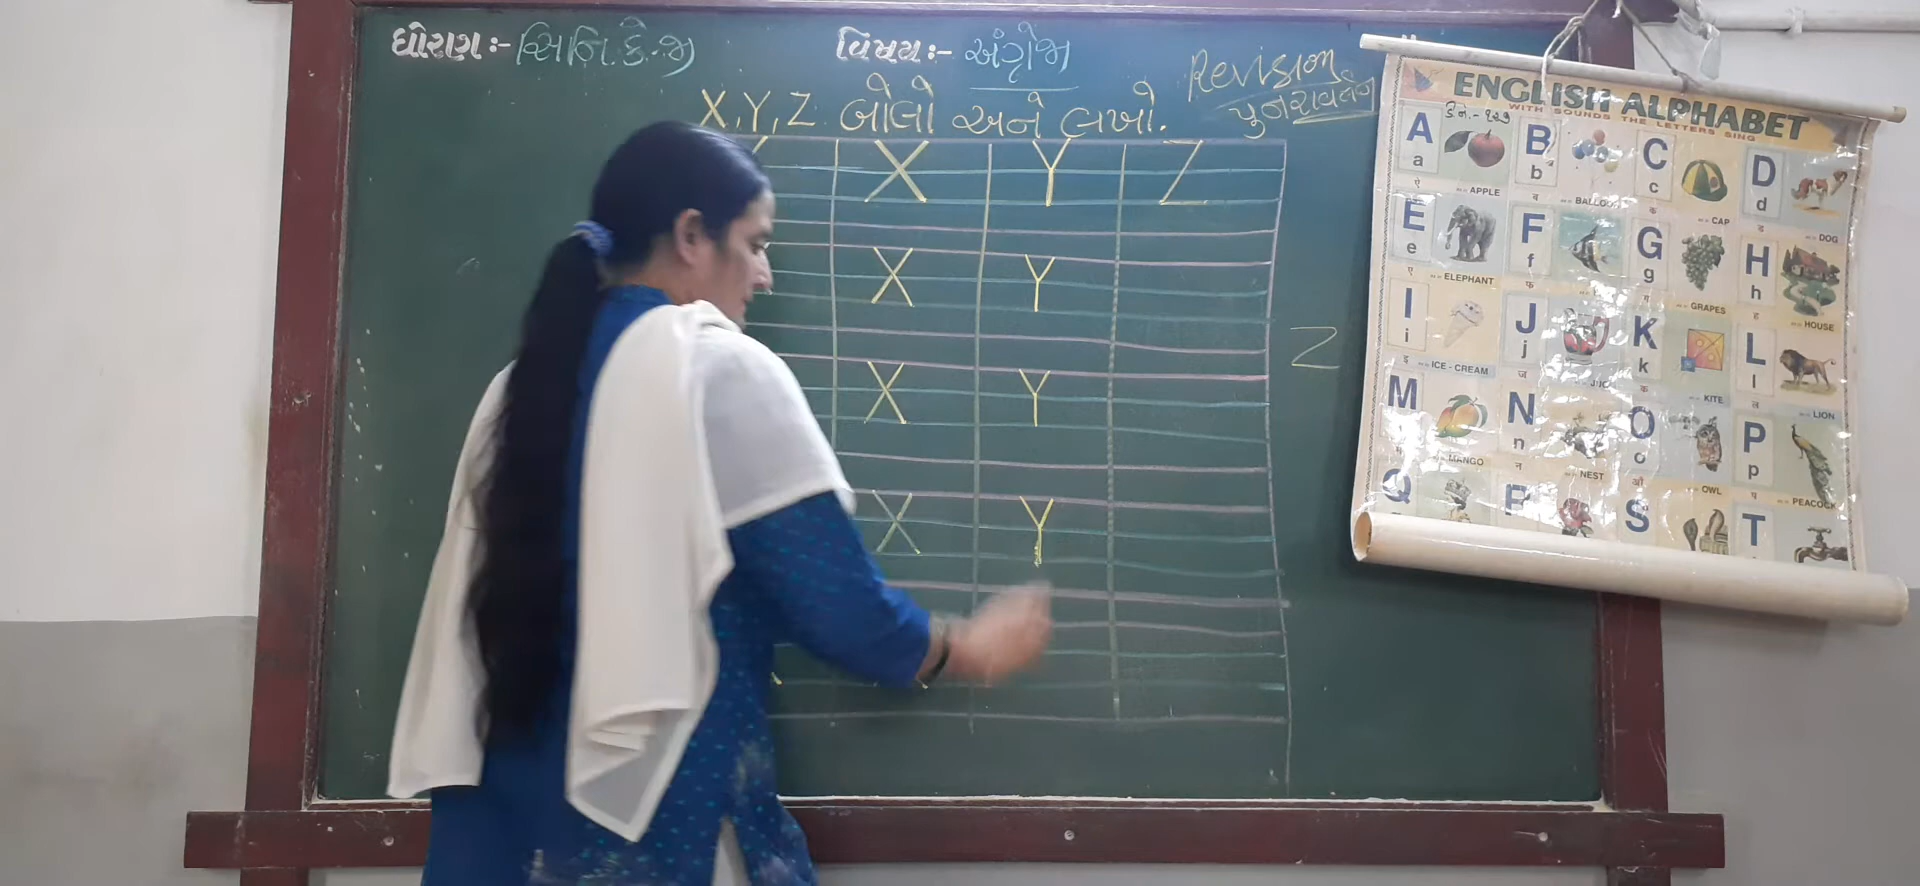 ધોરણ :- સિનિ. કે. જી
વિષય :- અંગ્રેજી
Revision
પુનરાવર્તન
X, Y, Z બોલો અને લખો.
X Y Z
X Y
Z
X Y
X Y
ENGLISH ALPHABET
WITH SOUNDS THE LETTERS SING
A a APPLE
B b BALLOON
C c CAP
D d DOG
E e ELEPHANT
F f
G g GRAPES
H h HOUSE
I i ICE-CREAM
J j
K k KITE
L l LION
M MANGO
N n NEST
O o OWL
P p PEACOCK
Q
R
S
T